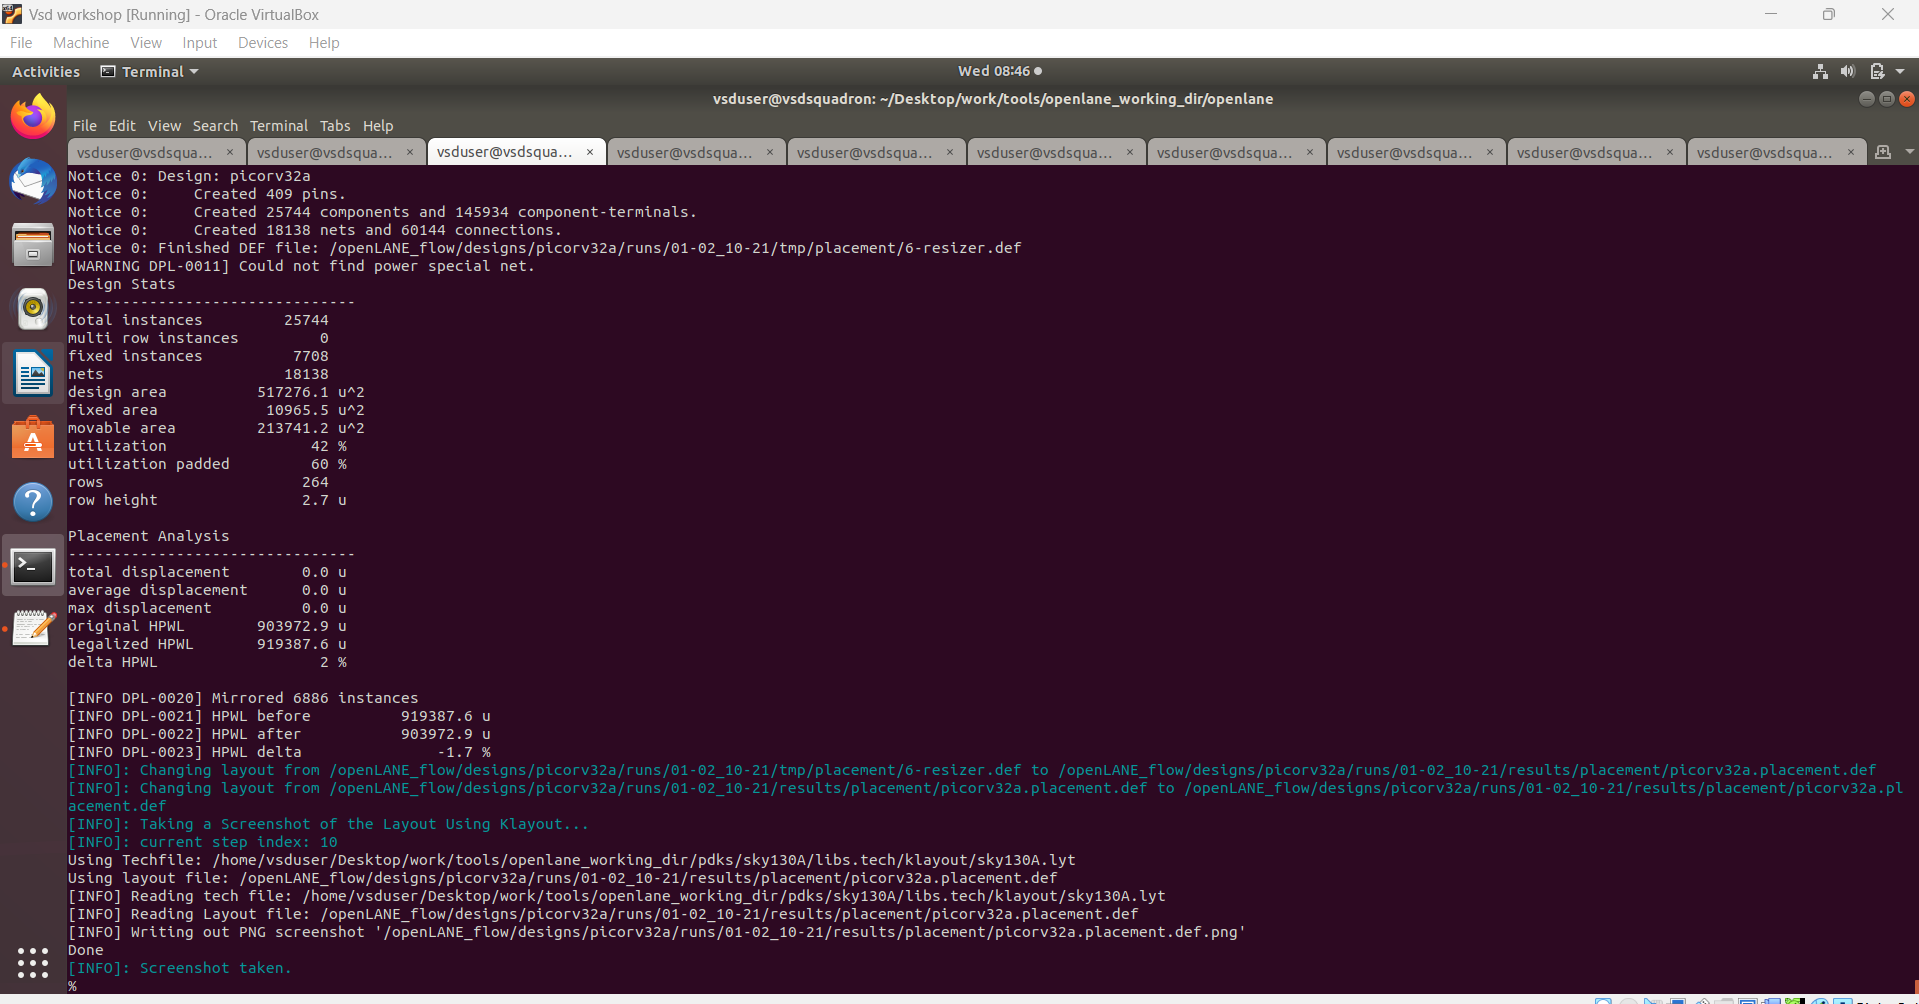 Vsd workshop [Running] - Oracle VirtualBox
File Machine View Input Devices Help
Activities Terminal Wed 08:46
vsduser@vsdsquadron: ~/Desktop/work/tools/openlane_working_dir/openlane
File Edit View Search Terminal Tabs Help
vsduser@vsdsqua... × vsduser@vsdsqua... × vsduser@vsdsqua... × vsduser@vsdsqua... × vsduser@vsdsqua... × vsduser@vsdsqua... × vsduser@vsdsqua... × vsduser@vsdsqua... × vsduser@vsdsqua... × vsduser@vsdsqua... ×
Notice 0: Design: picorv32a
Notice 0:     Created 409 pins.
Notice 0:     Created 25744 components and 145934 component-terminals.
Notice 0:     Created 18138 nets and 60144 connections.
Notice 0: Finished DEF file: /openLANE_flow/designs/picorv32a/runs/01-02_10-21/tmp/placement/6-resizer.def
[WARNING DPL-0011] Could not find power special net.
Design Stats
--------------------------------
total instances         25744
multi row instances         0
fixed instances          7708
nets                    18138
design area          517276.1 u^2
fixed area            10965.5 u^2
movable area         213741.2 u^2
utilization                42 %
utilization padded         60 %
rows                      264
row height                2.7 u
Placement Analysis
--------------------------------
total displacement        0.0 u
average displacement      0.0 u
max displacement          0.0 u
original HPWL        903972.9 u
legalized HPWL       919387.6 u
delta HPWL                  2 %
[INFO DPL-0020] Mirrored 6886 instances
[INFO DPL-0021] HPWL before          919387.6 u
[INFO DPL-0022] HPWL after           903972.9 u
[INFO DPL-0023] HPWL delta               -1.7 %
[INFO]: Changing layout from /openLANE_flow/designs/picorv32a/runs/01-02_10-21/tmp/placement/6-resizer.def to /openLANE_flow/designs/picorv32a/runs/01-02_10-21/results/placement/picorv32a.placement.def
[INFO]: Changing layout from /openLANE_flow/designs/picorv32a/runs/01-02_10-21/results/placement/picorv32a.placement.def to /openLANE_flow/designs/picorv32a/runs/01-02_10-21/results/placement/picorv32a.pl
acement.def
[INFO]: Taking a Screenshot of the Layout Using Klayout...
[INFO]: current step index: 10
Using Techfile: /home/vsduser/Desktop/work/tools/openlane_working_dir/pdks/sky130A/libs.tech/klayout/sky130A.lyt
Using layout file: /openLANE_flow/designs/picorv32a/runs/01-02_10-21/results/placement/picorv32a.placement.def
[INFO] Reading tech file: /home/vsduser/Desktop/work/tools/openlane_working_dir/pdks/sky130A/libs.tech/klayout/sky130A.lyt
[INFO] Reading Layout file: /openLANE_flow/designs/picorv32a/runs/01-02_10-21/results/placement/picorv32a.placement.def
[INFO] Writing out PNG screenshot '/openLANE_flow/designs/picorv32a/runs/01-02_10-21/results/placement/picorv32a.placement.def.png'
Done
[INFO]: Screenshot taken.
%